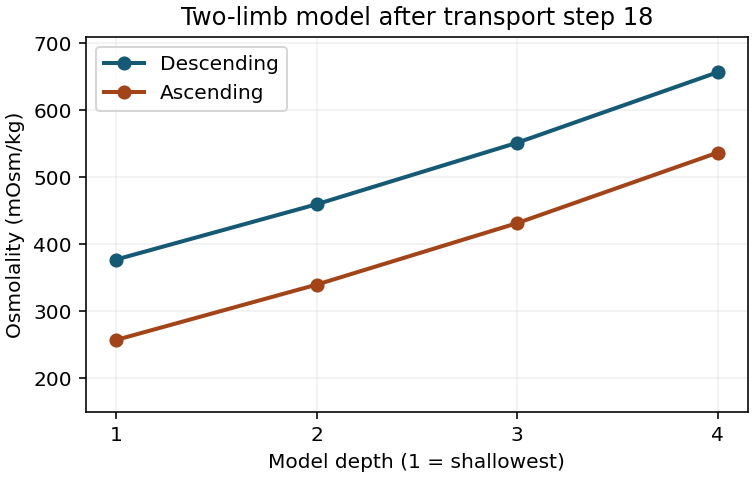 Two-limb model after transport step 18
Descending
Ascending
Osmolality (mOsm/kg)
700
600
500
400
300
200
1 2 3 4
Model depth (1 = shallowest)